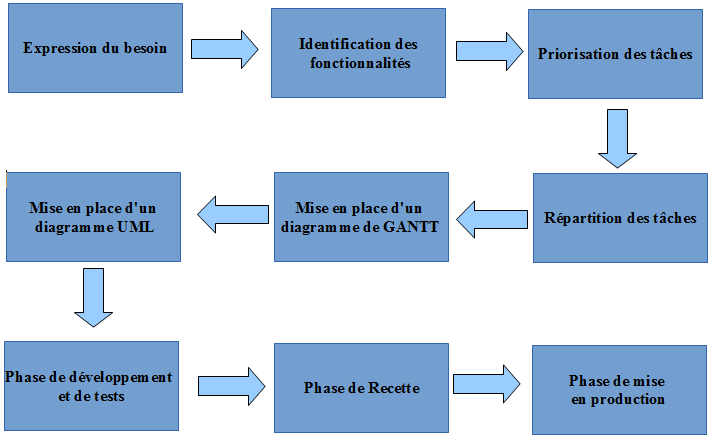 Expression du besoin
Identification des
fonctionnalités
Priorisation des tâches
Répartition des tâches
Mise en place d'un
diagramme de GANTT
Mise en place d'un
diagramme UML
Phase de développement
et de tests
Phase de Recette
Phase de mise
en production